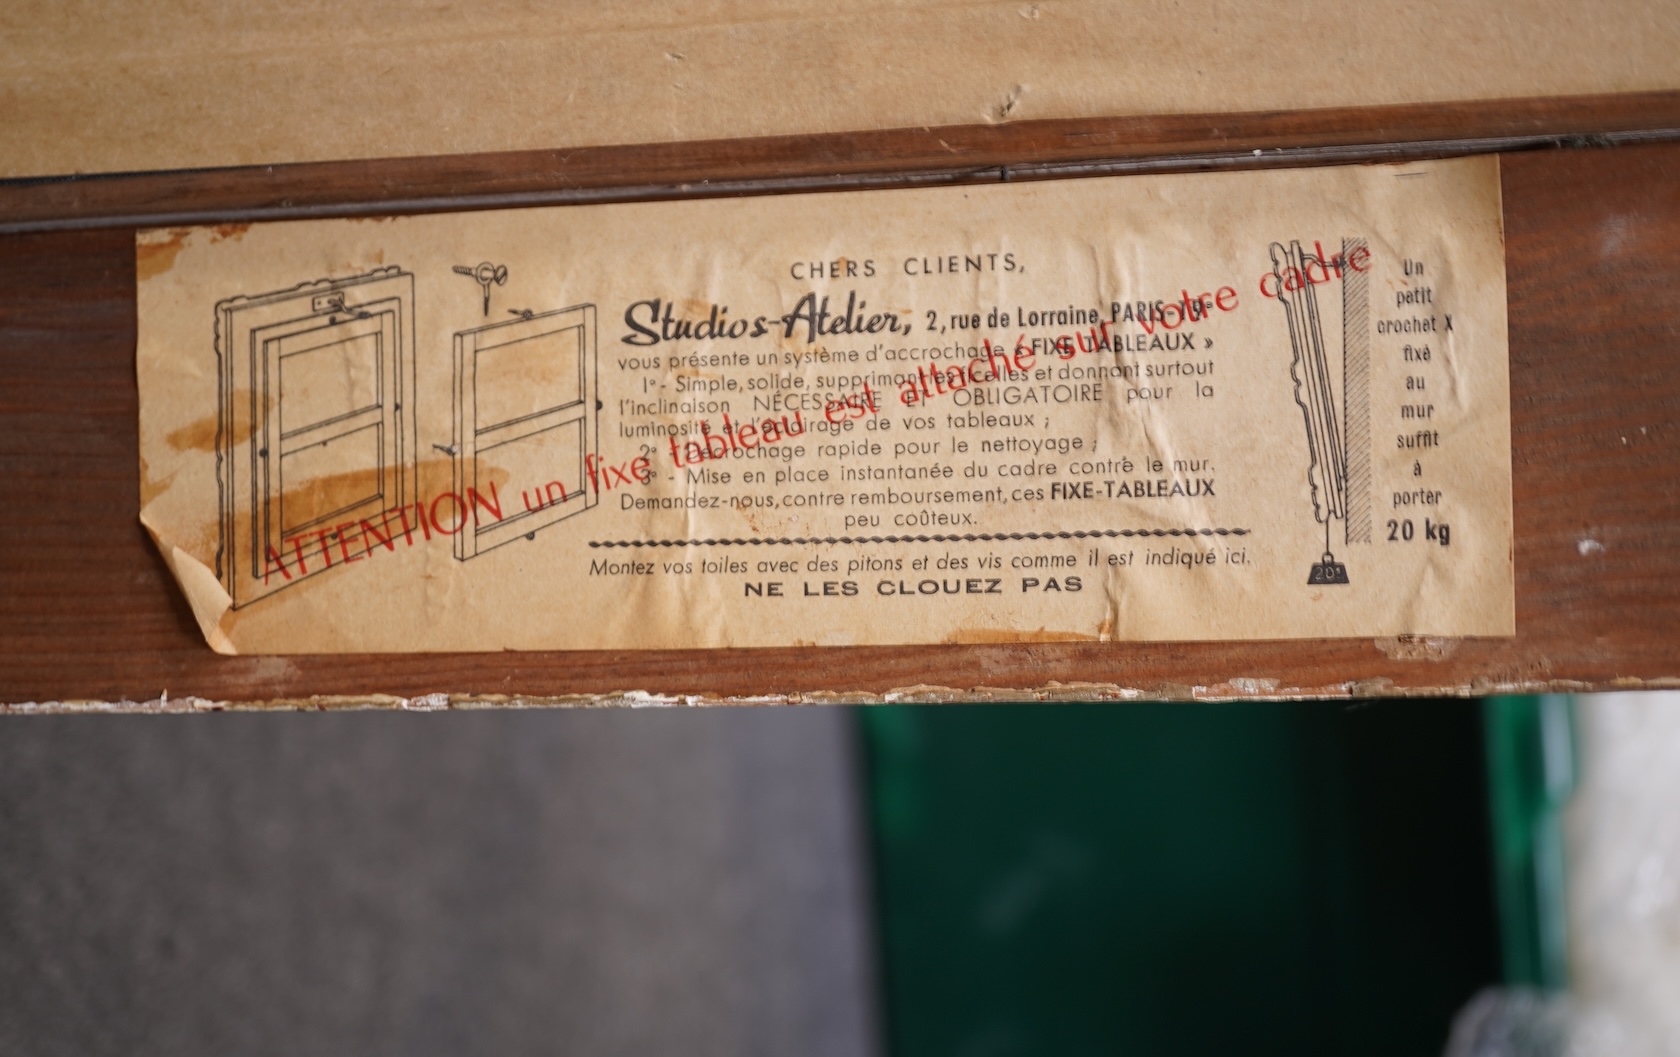 CHERS CLIENTS,
Studios-Atelier, 2, rue de Lorraine, PARIS-19e
vous présente un système d'accrochage « FIXE TABLEAUX »
1° - Simple, solide, supprimant les ficelles et donnant surtout
l'inclinaison NÉCESSAIRE ET OBLIGATOIRE pour la
luminosité et l'éclairage de vos tableaux ;
2° - Décrochage rapide pour le nettoyage ;
3° - Mise en place instantanée du cadre contre le mur.
Demandez-nous, contre remboursement, ces FIXE-TABLEAUX
peu coûteux.
Montez vos toiles avec des pitons et des vis comme il est indiqué ici.
NE LES CLOUEZ PAS
ATTENTION un fixe tableau est attaché sur votre cadre
Un
petit
crochet X
fixé
au
mur
suffit
à
porter
20 kg
20k